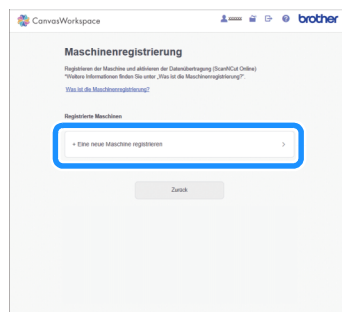 CanvasWorkspace
brother
Maschinenregistrierung
Registrieren der Maschine und aktivieren der Datenübertragung (ScanNCut Online)
*Weitere Informationen finden Sie unter „Was ist die Maschinenregistrierung?".
Was ist die Maschinenregistrierung?
Registrierte Maschinen
+ Eine neue Maschine registrieren
Zurück